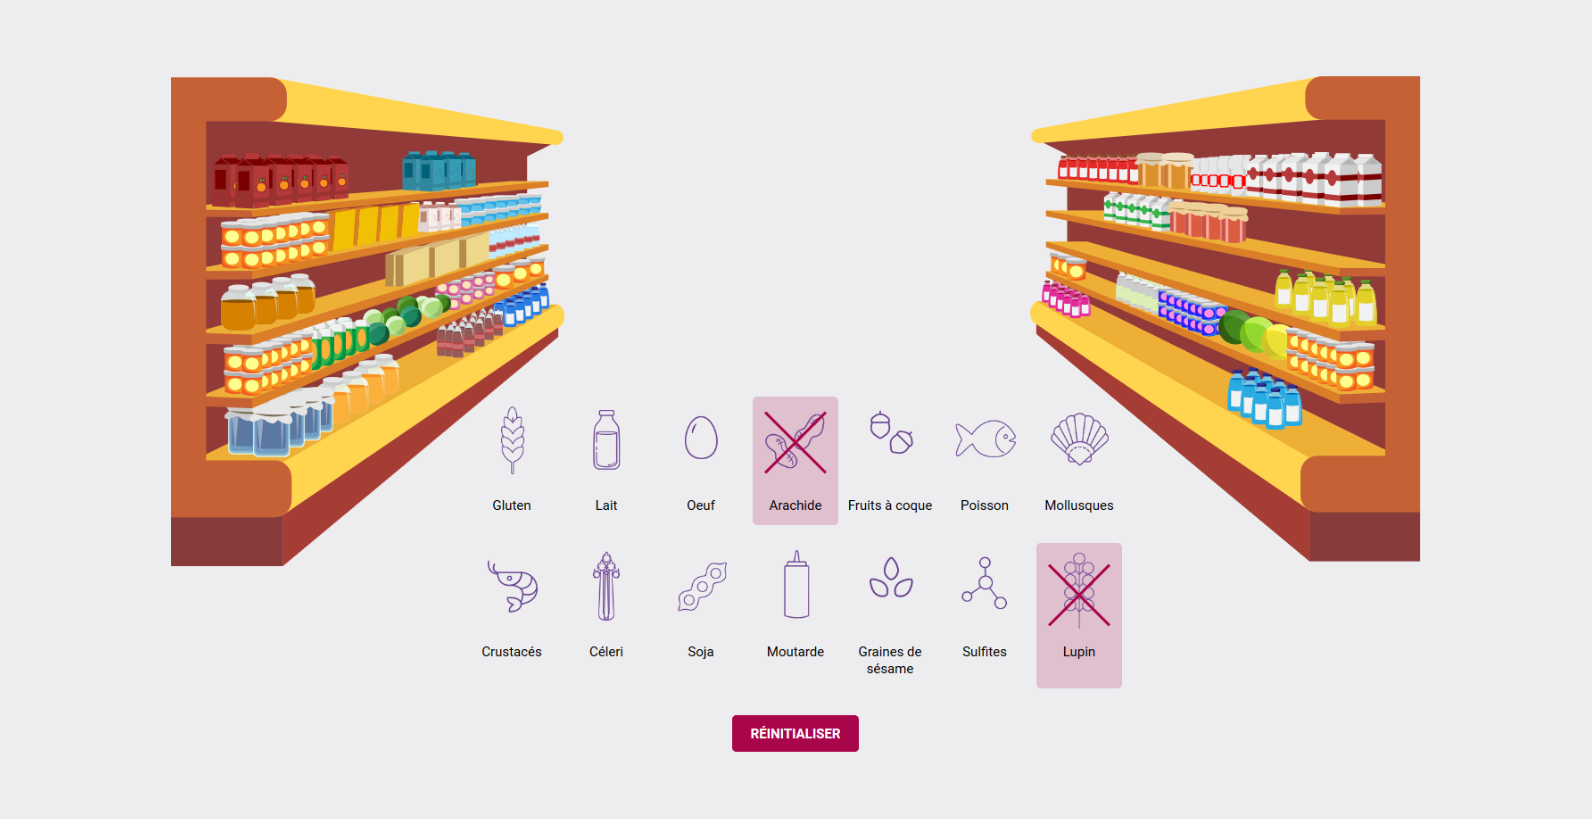 Gluten
Lait
Oeuf
Arachide
Fruits à coque
Poisson
Mollusques
Crustacés
Céleri
Soja
Moutarde
Graines de
sésame
Sulfites
Lupin
RÉINITIALISER